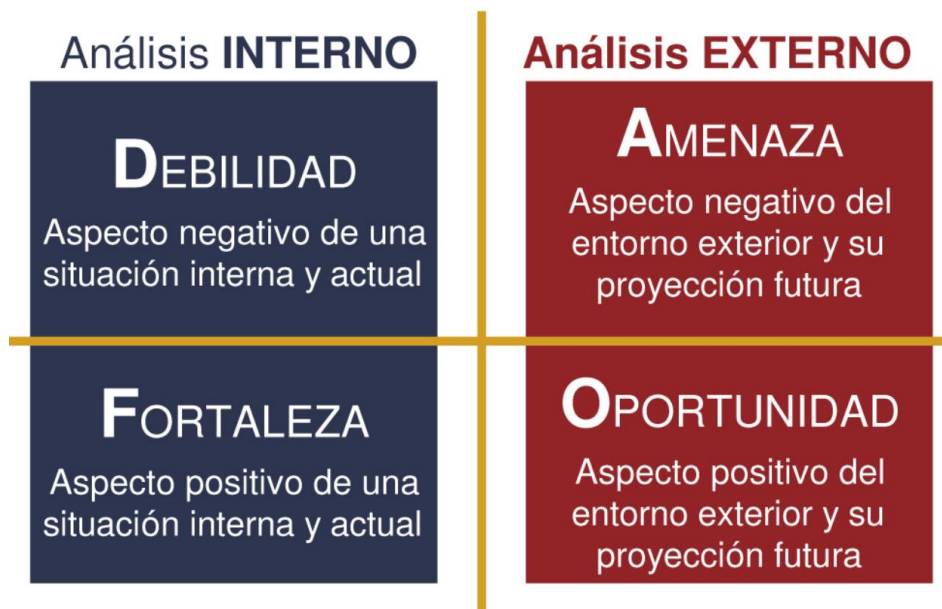 Análisis INTERNO
DEBILIDAD
Aspecto negativo de una
situación interna y actual
FORTALEZA
Aspecto positivo de una
situación interna y actual
Análisis EXTERNO
AMENAZA
Aspecto negativo del
entorno exterior y su
proyección futura
OPORTUNIDAD
Aspecto positivo del
entorno exterior y su
proyección futura